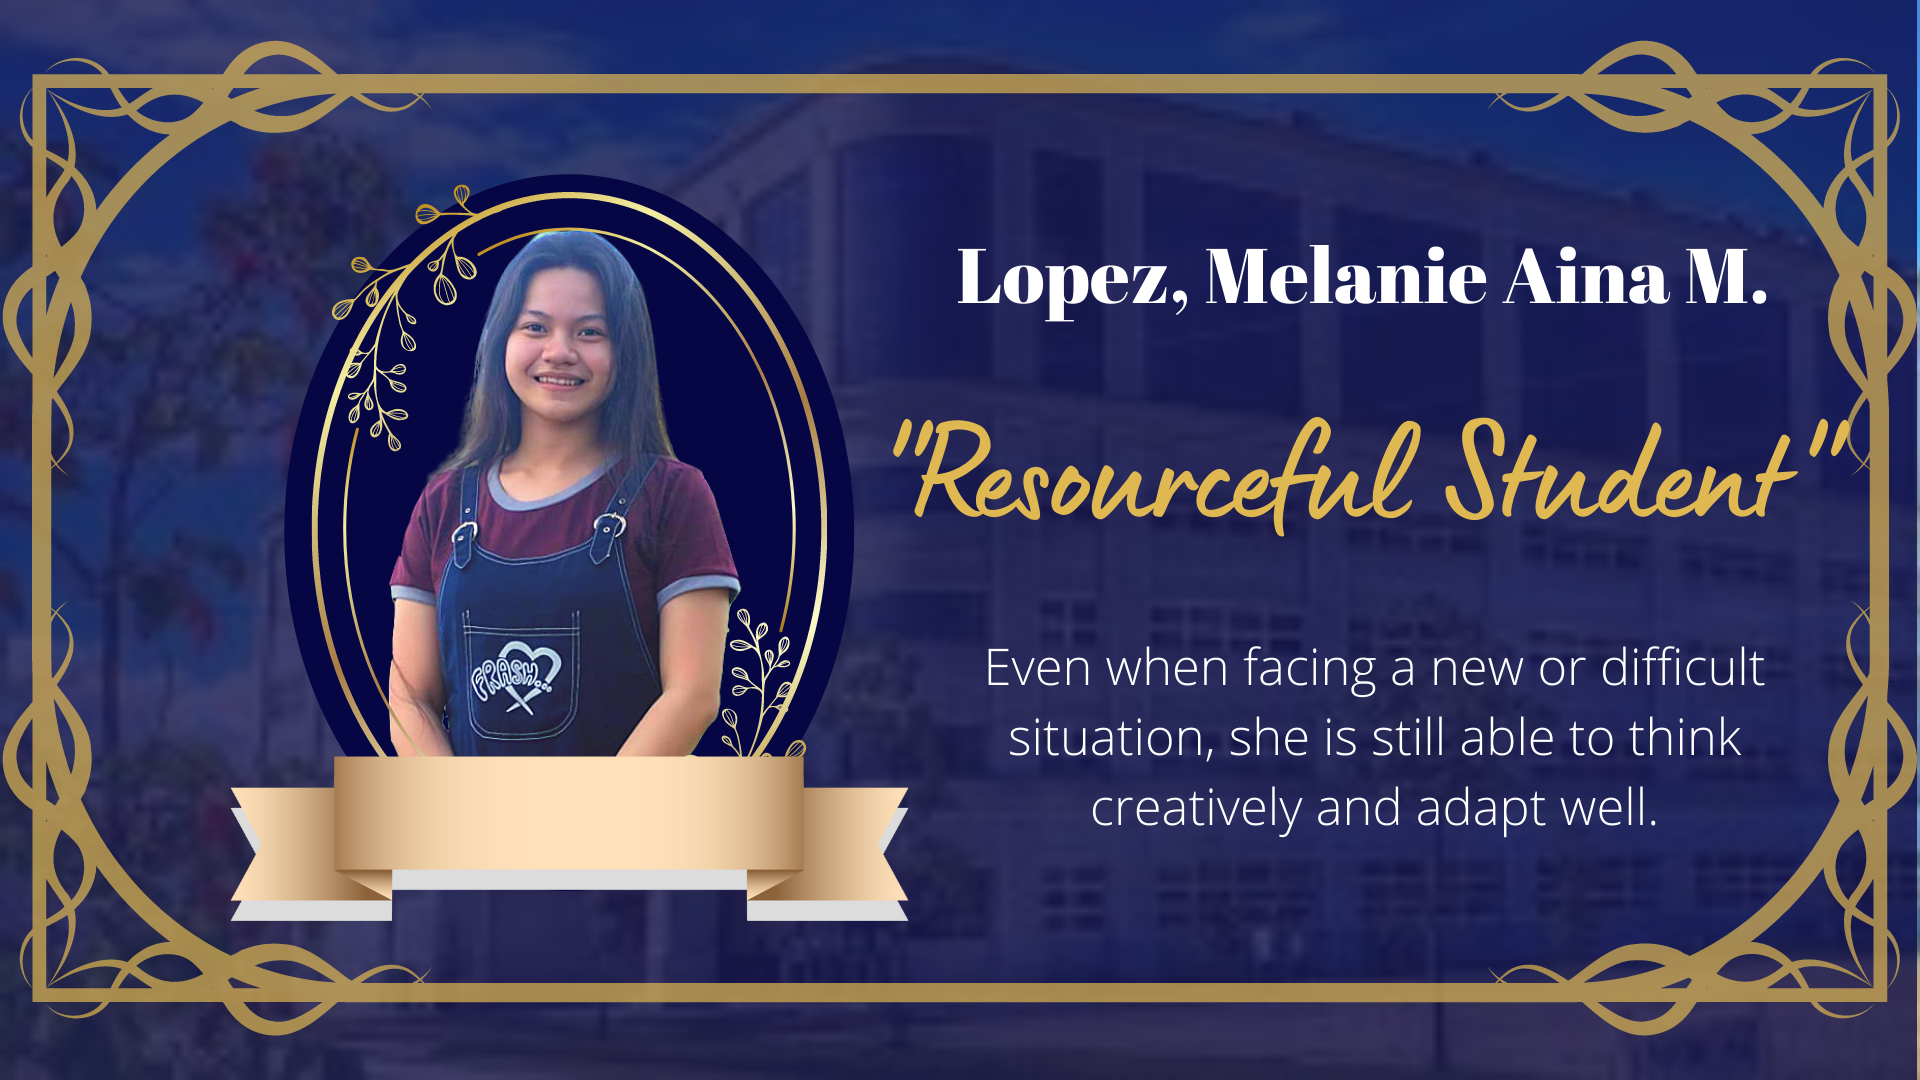 Lopez, Melanie Aina M.
"Resourceful Student"
Even when facing a new or difficult
situation, she is still able to think
creatively and adapt well.
FRASH...